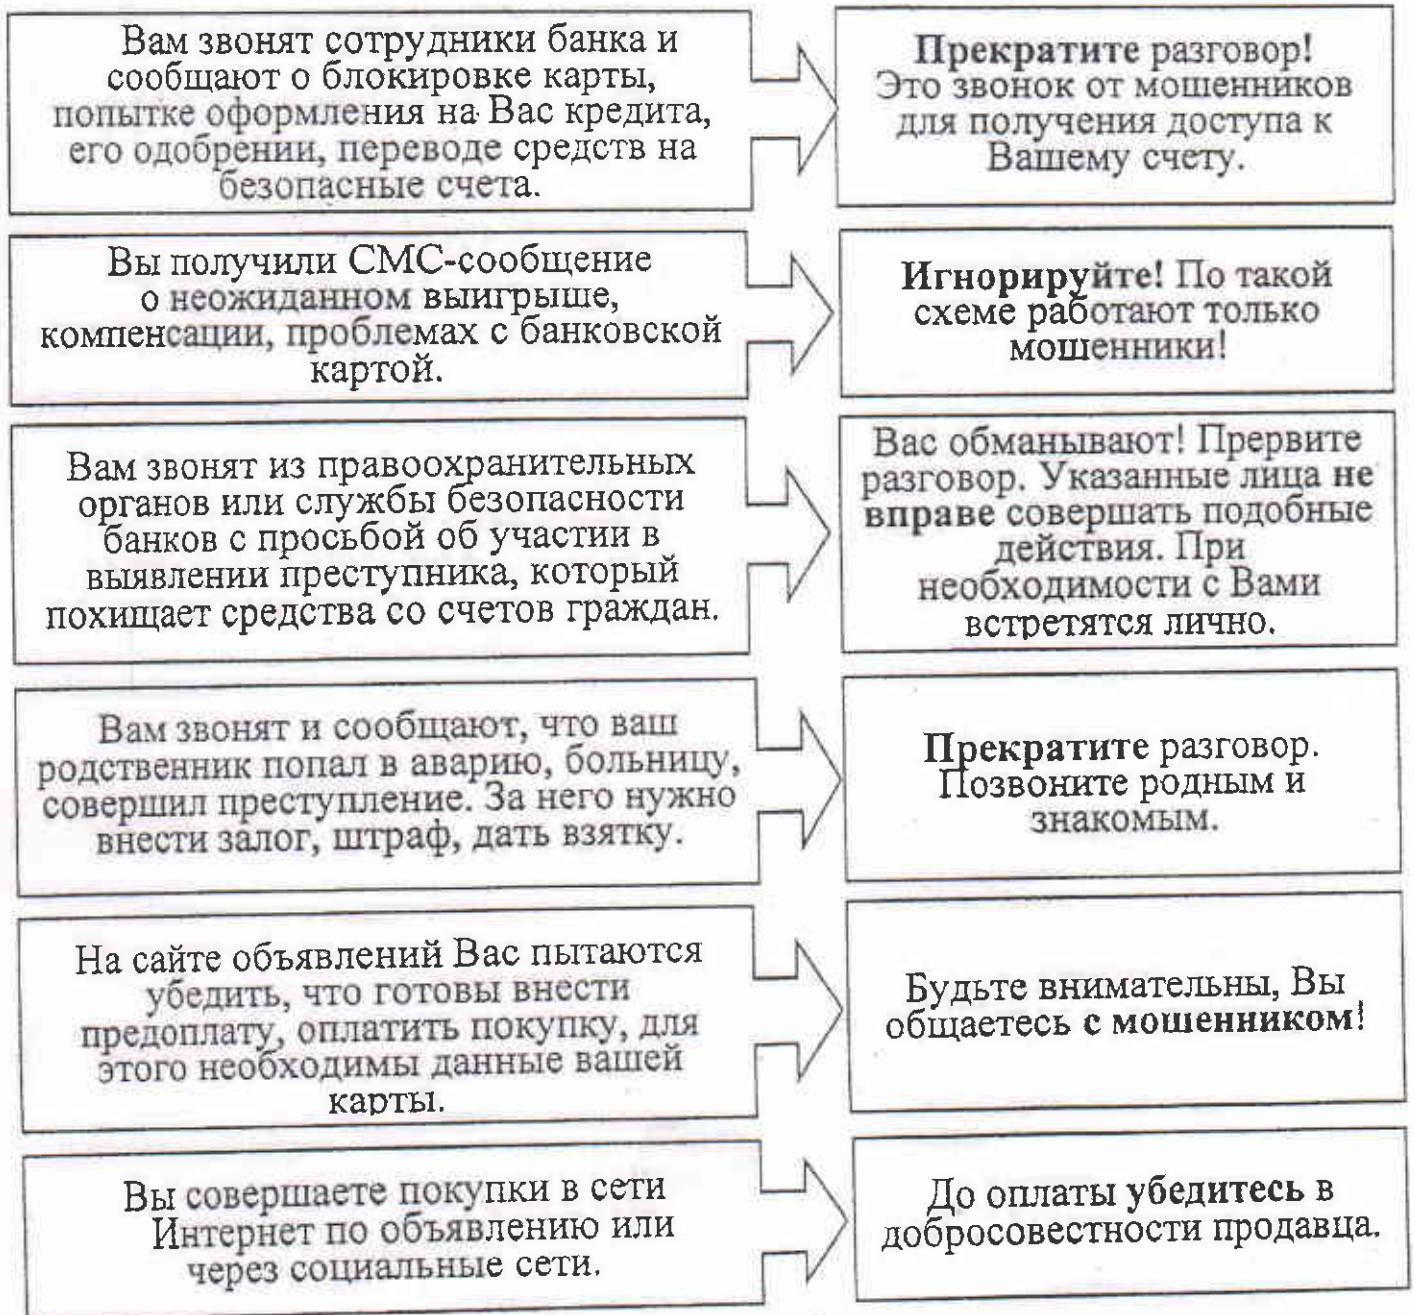 Вам звонят сотрудники банка и
сообщают о блокировке карты,
попытке оформления на Вас кредита,
его одобрении, переводе средств на
безопасные счета.
Прекратите разговор!
Это звонок от мошенников
для получения доступа к
Вашему счету.
Вы получили СМС-сообщение
о неожиданном выигрыше,
компенсации, проблемах с банковской
картой.
Игнорируйте! По такой
схеме работают только
мошенники!
Вам звонят из правоохранительных
органов или службы безопасности
банков с просьбой об участии в
выявлении преступника, который
похищает средства со счетов граждан.
Вас обманывают! Прервите
разговор. Указанные лица не
вправе совершать подобные
действия. При
необходимости с Вами
встретятся лично.
Вам звонят и сообщают, что ваш
родственник попал в аварию, больницу,
совершил преступление. За него нужно
внести залог, штраф, дать взятку.
Прекратите разговор.
Позвоните родным и
знакомым.
На сайте объявлений Вас пытаются
убедить, что готовы внести
предоплату, оплатить покупку, для
этого необходимы данные вашей
карты.
Будьте внимательны, Вы
общаетесь с мошенником!
Вы совершаете покупки в сети
Интернет по объявлению или
через социальные сети.
До оплаты убедитесь в
добросовестности продавца.